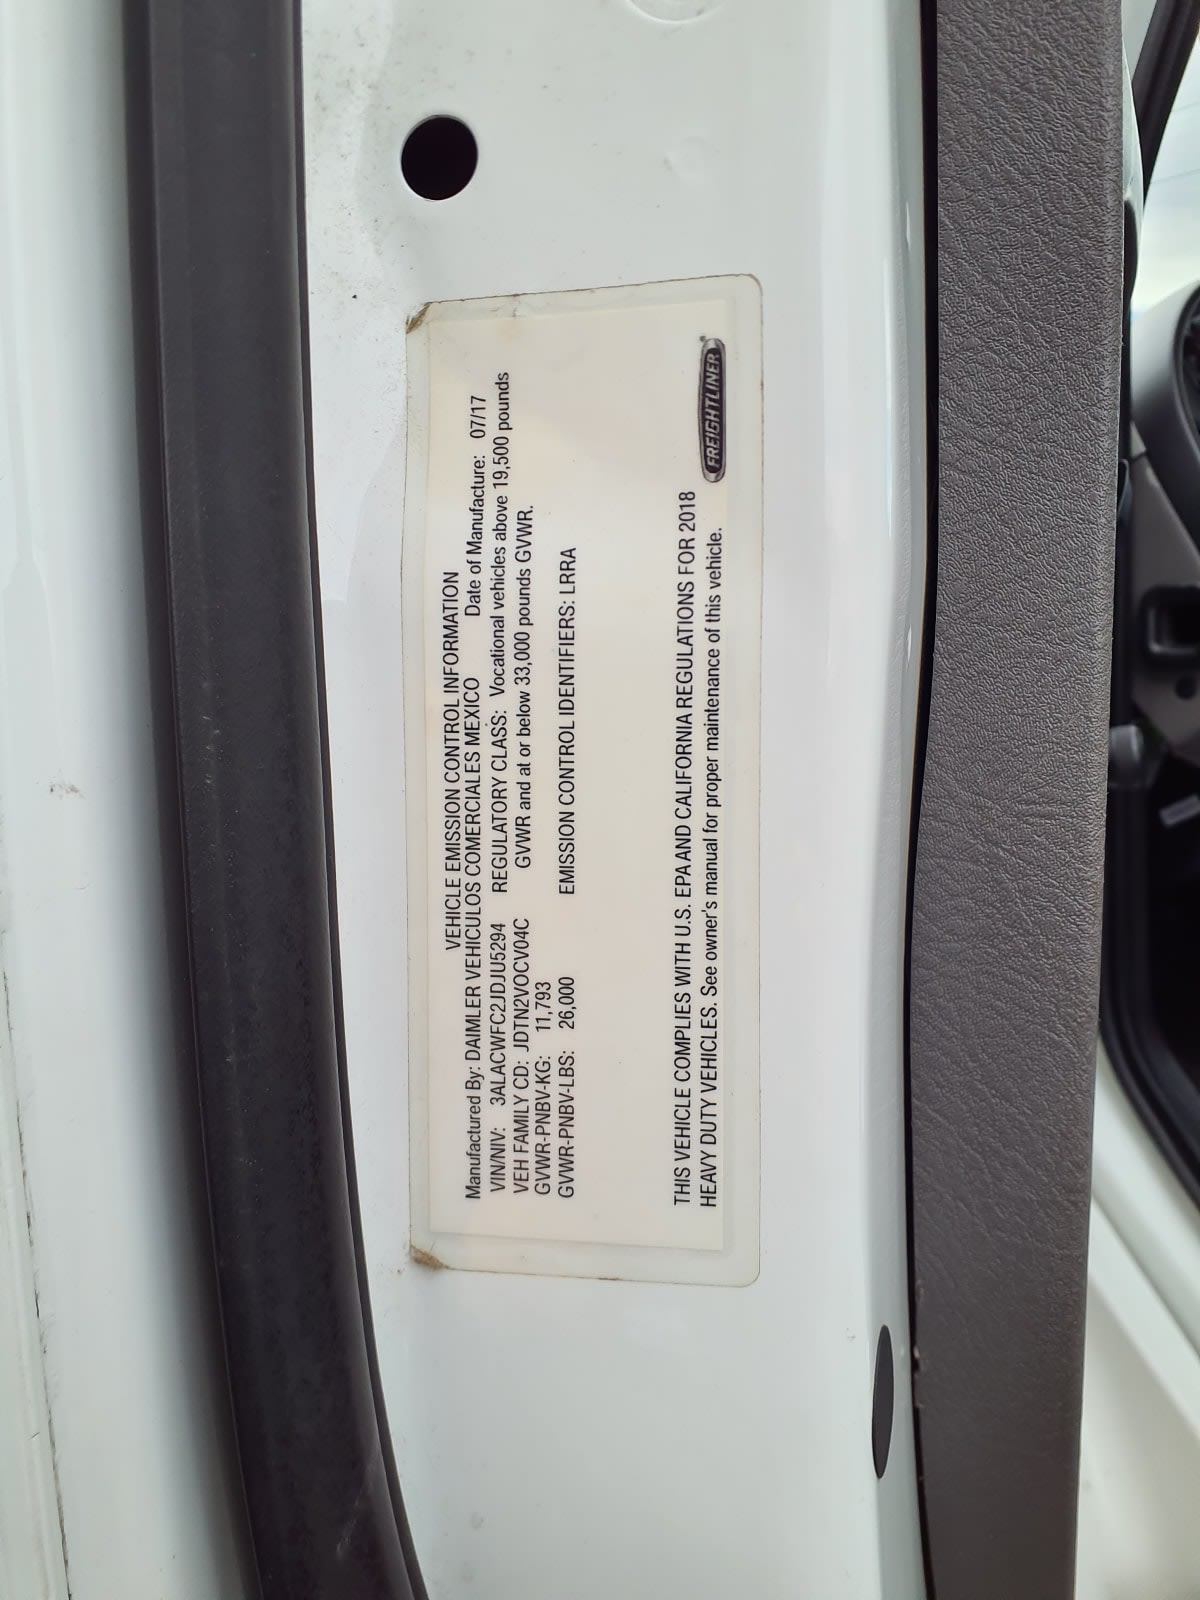 VEHICLE EMISSION CONTROL INFORMATION
Manufactured By: DAIMLER VEHICULOS COMERCIALES MEXICO Date of Manufacture: 07/17
VIN/NIV: 3ALACWFC2JDJU5294 REGULATORY CLASS: Vocational vehicles above 19,500 pounds
VEH FAMILY CD: JDTN2VOCV04C GVWR and at or below 33,000 pounds GVWR.
GVWR-PNBV-KG: 11,793
GVWR-PNBV-LBS: 26,000 EMISSION CONTROL IDENTIFIERS: LRRA
THIS VEHICLE COMPLIES WITH U.S. EPA AND CALIFORNIA REGULATIONS FOR 2018
HEAVY DUTY VEHICLES. See owner's manual for proper maintenance of this vehicle.
FREIGHTLINER